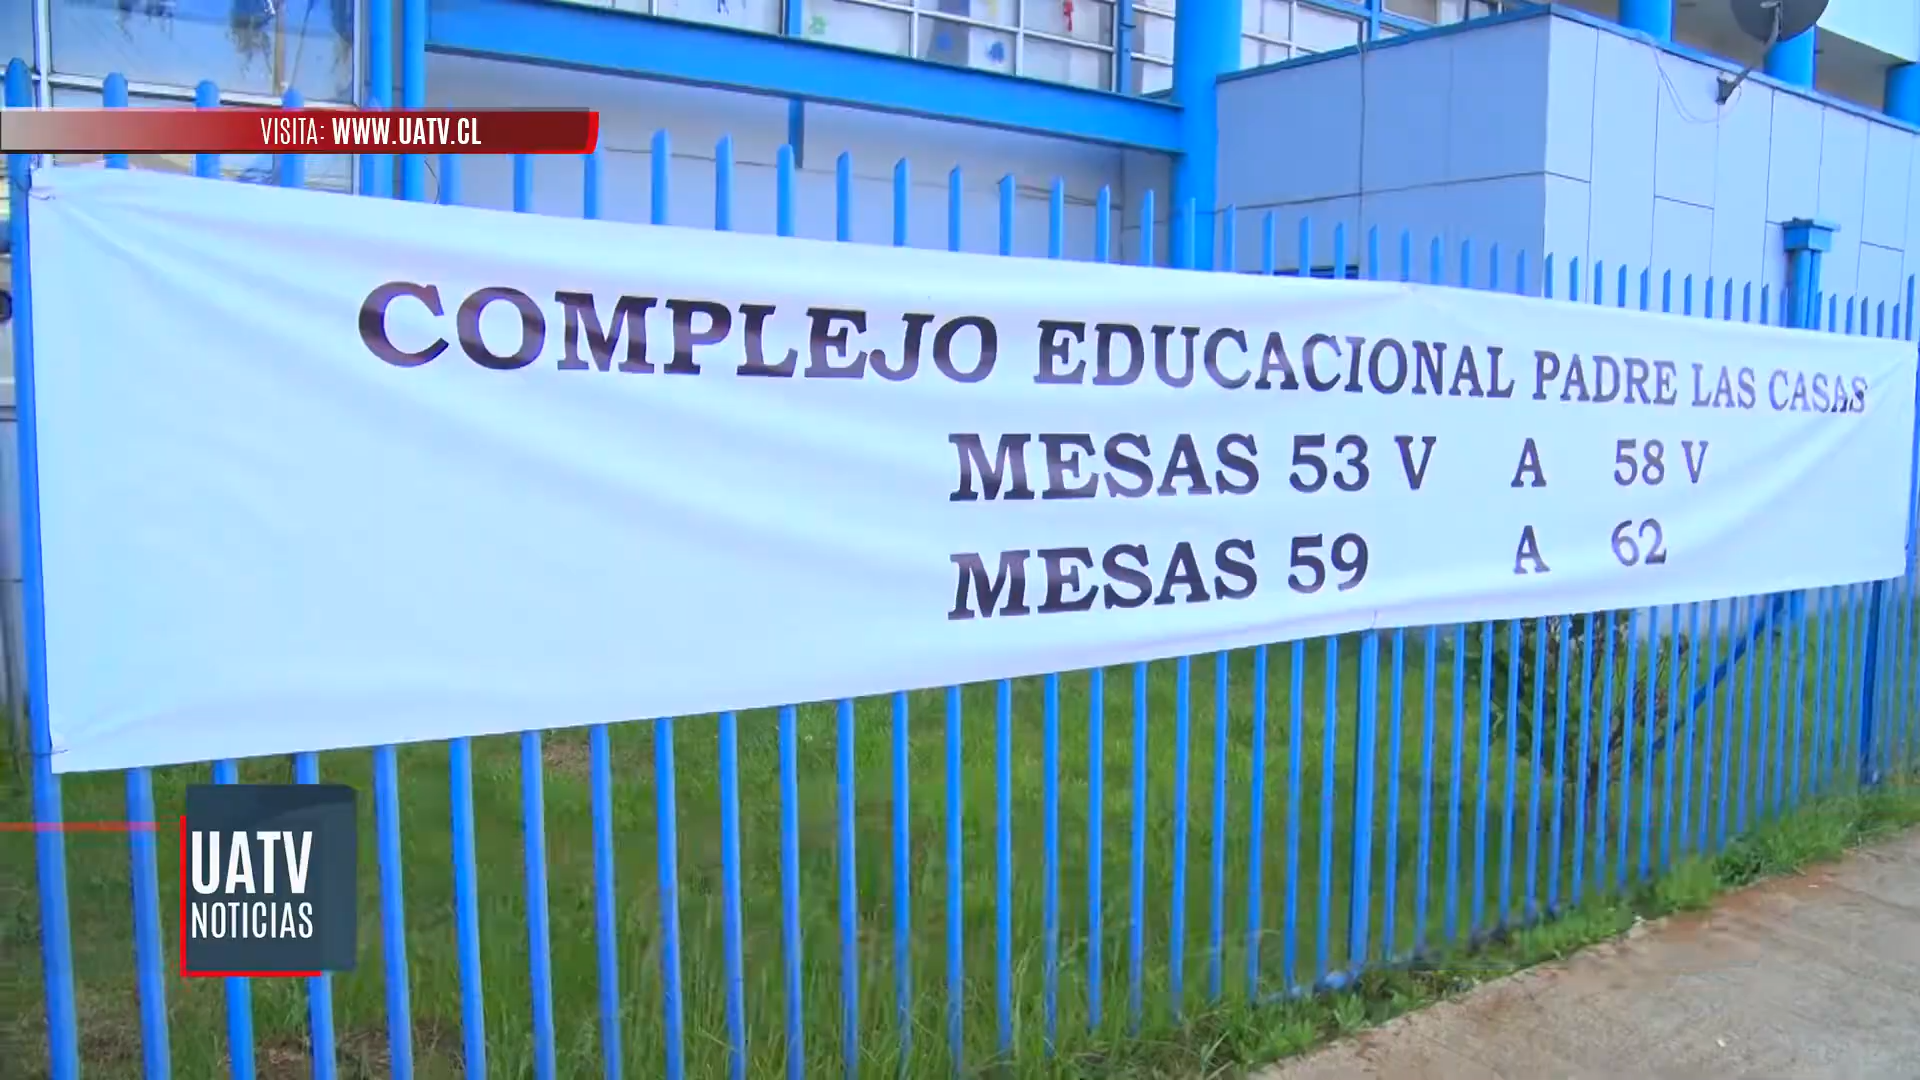 VISITA: WWW.UATV.CL
COMPLEJO EDUCACIONAL PADRE LAS CASAS
MESAS 53 V A 58 V
MESAS 59 A 62
UATV
NOTICIAS